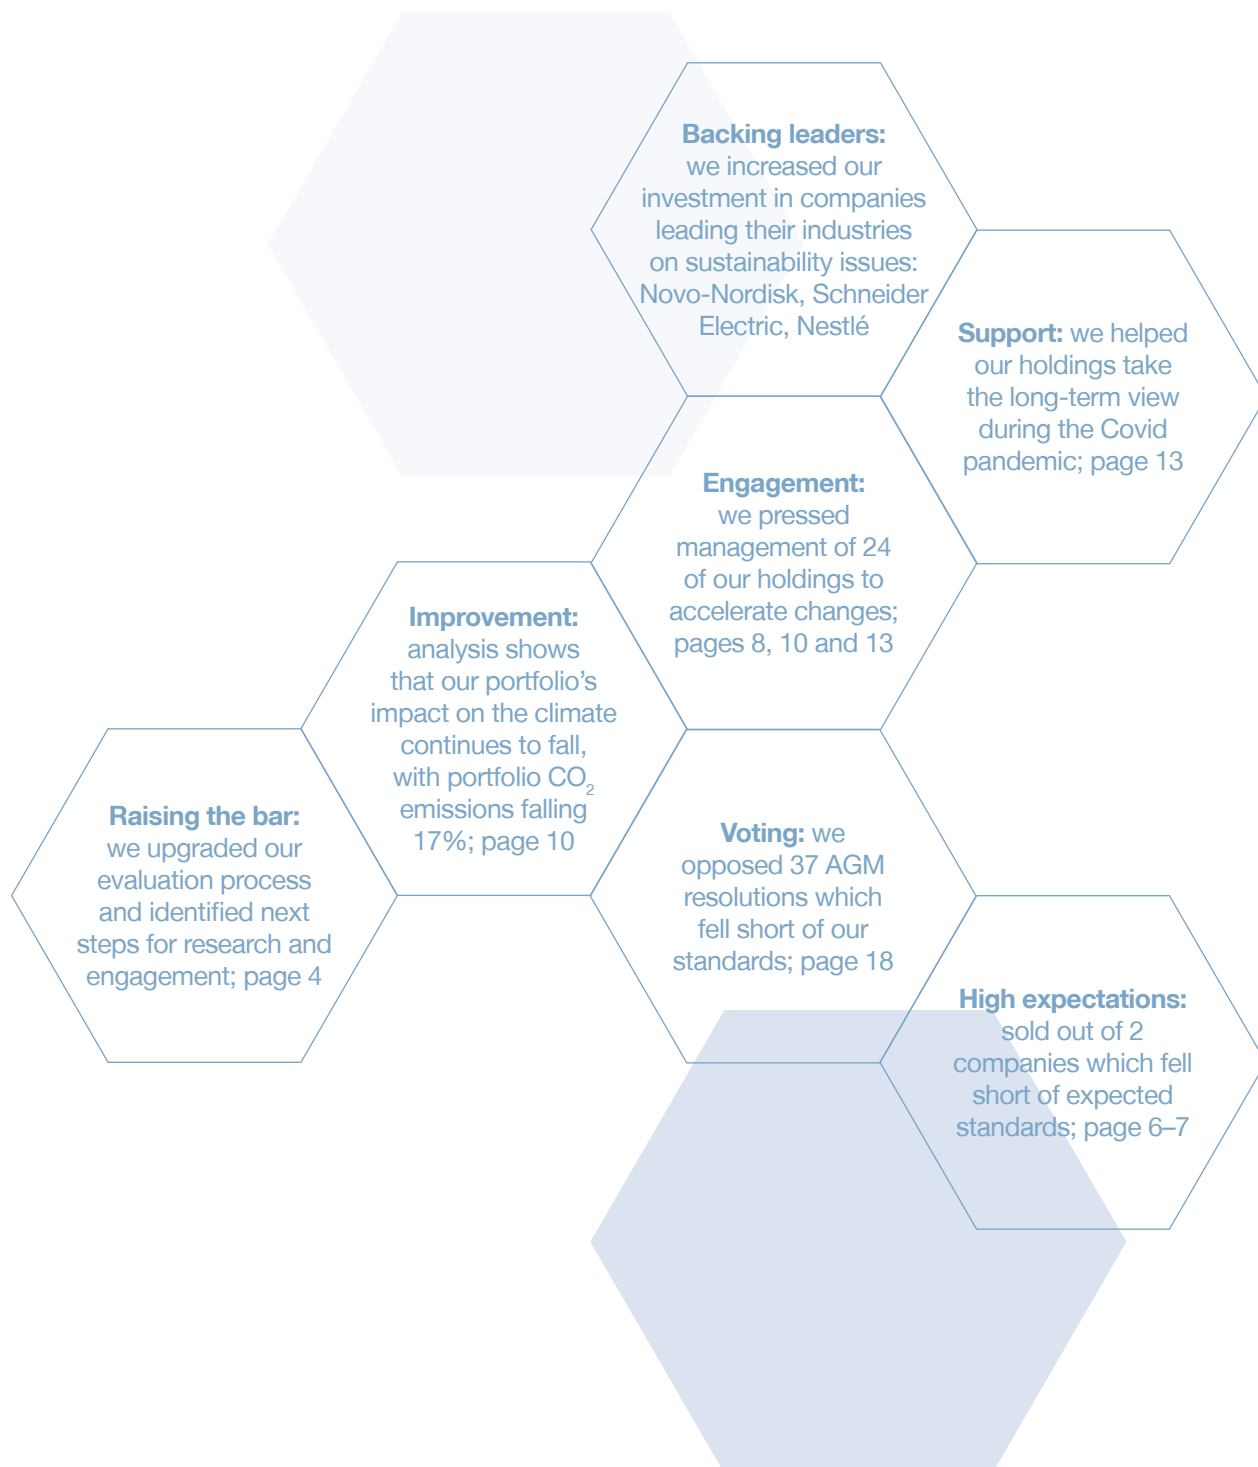 Backing leaders:
we increased our
investment in companies
leading their industries
on sustainability issues:
Novo-Nordisk, Schneider
Electric, Nestlé
Support: we helped
our holdings take
the long-term view
during the Covid
pandemic; page 13
Engagement:
we pressed
management of 24
of our holdings to
accelerate changes;
pages 8, 10 and 13
Improvement:
analysis shows
that our portfolio’s
impact on the climate
continues to fall,
with portfolio CO₂
emissions falling
17%; page 10
Raising the bar:
we upgraded our
evaluation process
and identified next
steps for research and
engagement; page 4
Voting: we
opposed 37 AGM
resolutions which
fell short of our
standards; page 18
High expectations:
sold out of 2
companies which fell
short of expected
standards; page 6–7